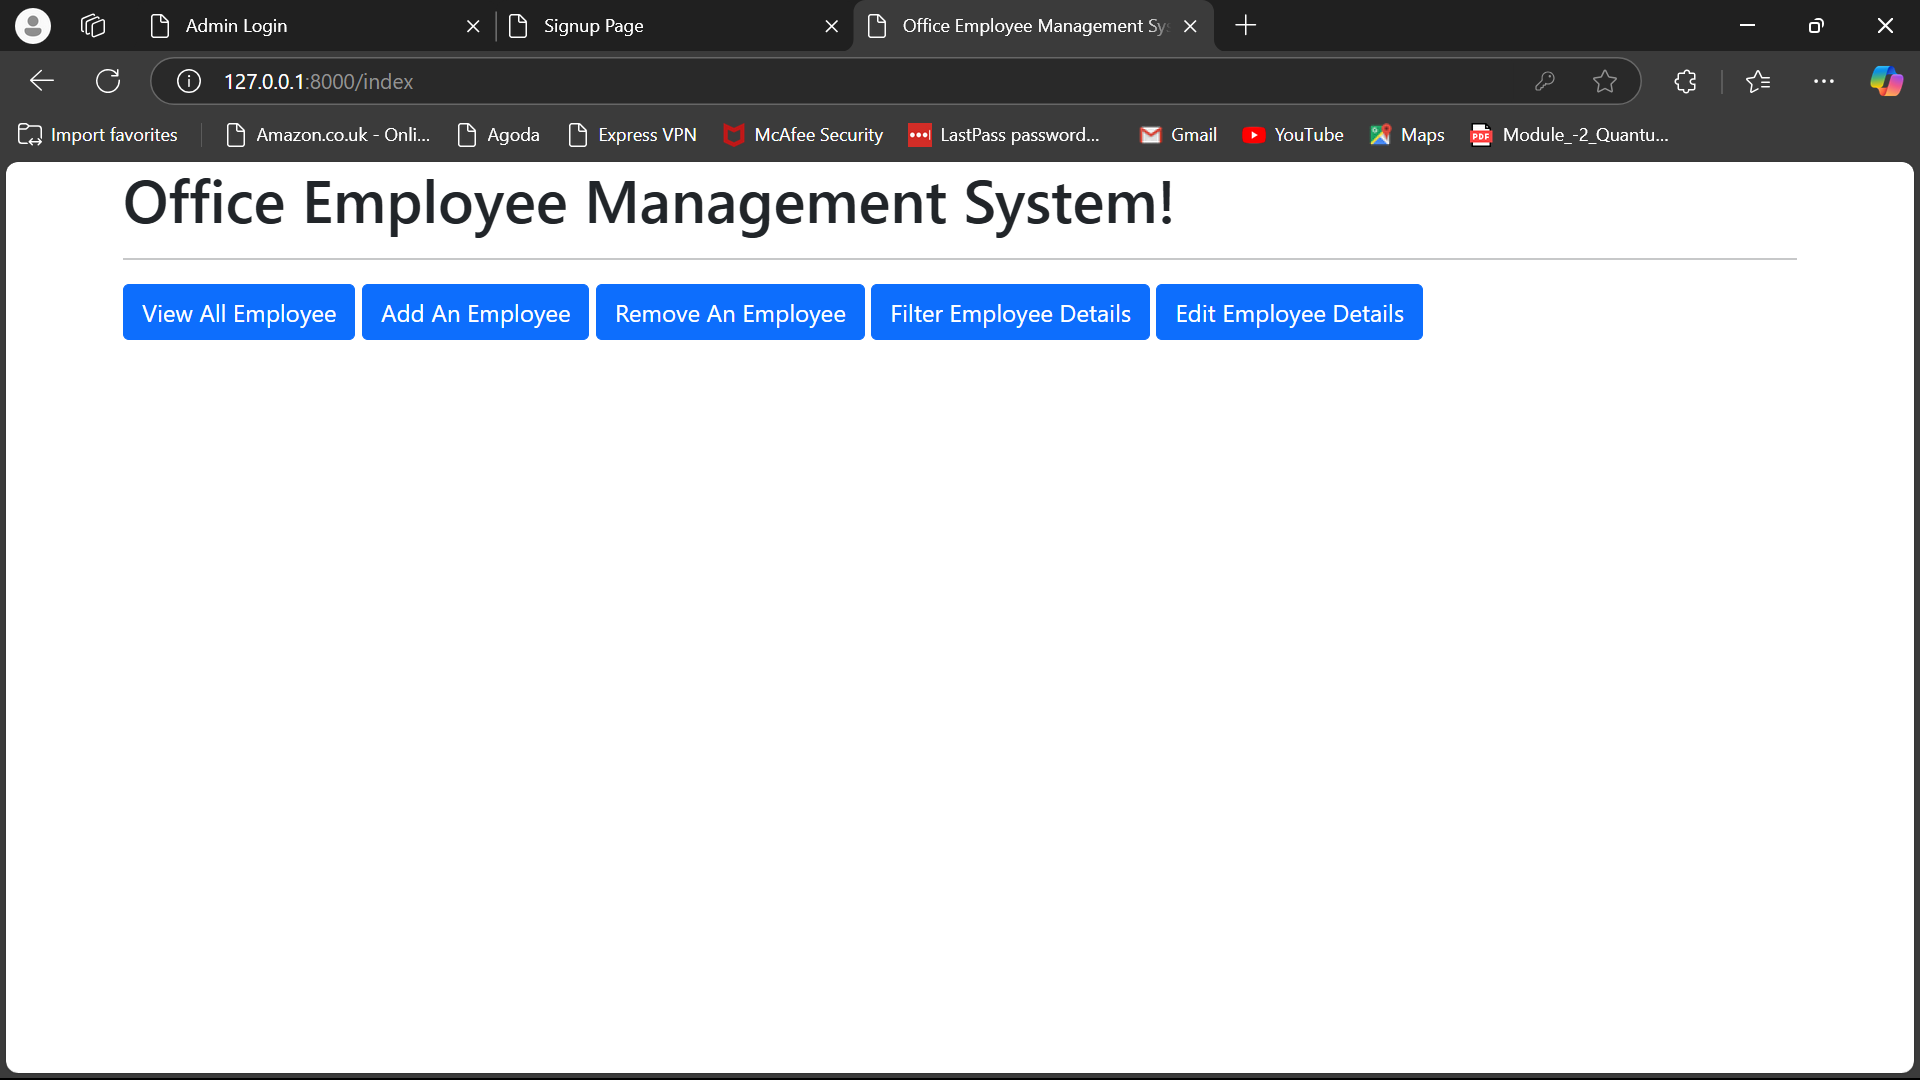 Admin Login
Signup Page
Office Employee Management Sy
127.0.0.1:8000/index
Import favorites
Amazon.co.uk - Onli...
Agoda
Express VPN
McAfee Security
LastPass password...
Gmail
YouTube
Maps
PDF
Module_-2_Quantu...
Office Employee Management System!
View All Employee
Add An Employee
Remove An Employee
Filter Employee Details
Edit Employee Details